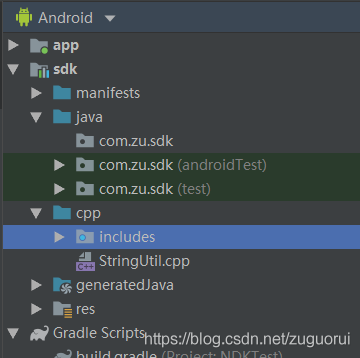 Android
app
sdk
manifests
java
com.zu.sdk
com.zu.sdk (androidTest)
com.zu.sdk (test)
cpp
includes
C++ StringUtil.cpp
generatedJava
res
Gradle Scripts
https://blog.csdn.net/zuguorui
build.gradle (Project: NDKTest)